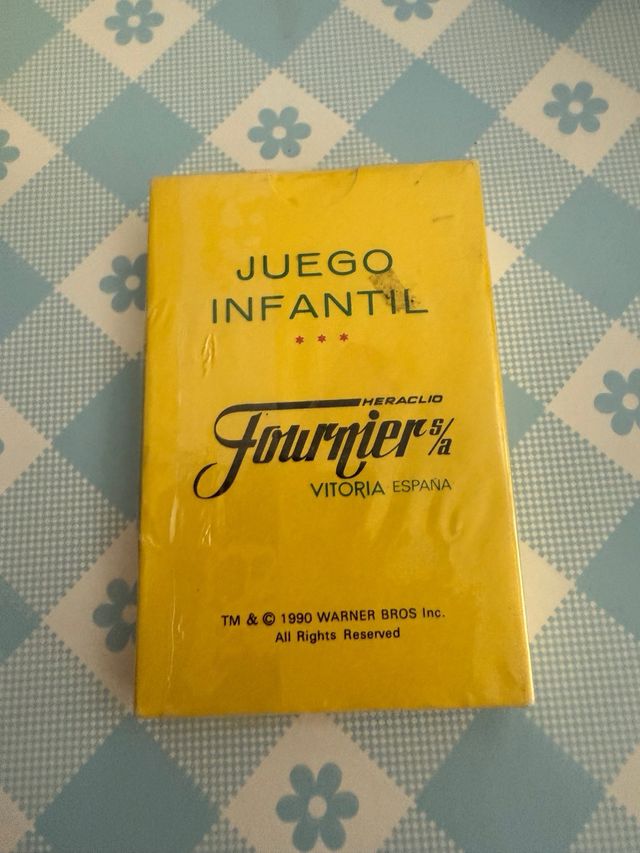 JUEGO
INFANTIL
* * *
HERACLIO
Fournier s/a
VITORIA - ESPAÑA
TM & © 1990 WARNER BROS Inc.
All Rights Reserved